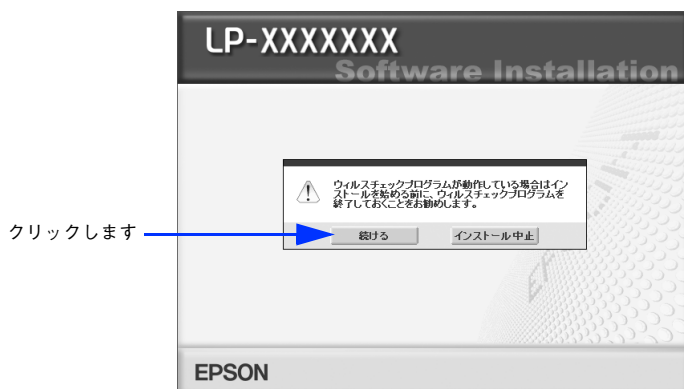 LP-XXXXXXX
Software Installation
ウィルスチェックプログラムが動作している場合はイン
ストールを始める前に、ウィルスチェックプログラムを
終了しておくことをお勧めします。
クリックします
続ける
インストール中止
EPSON